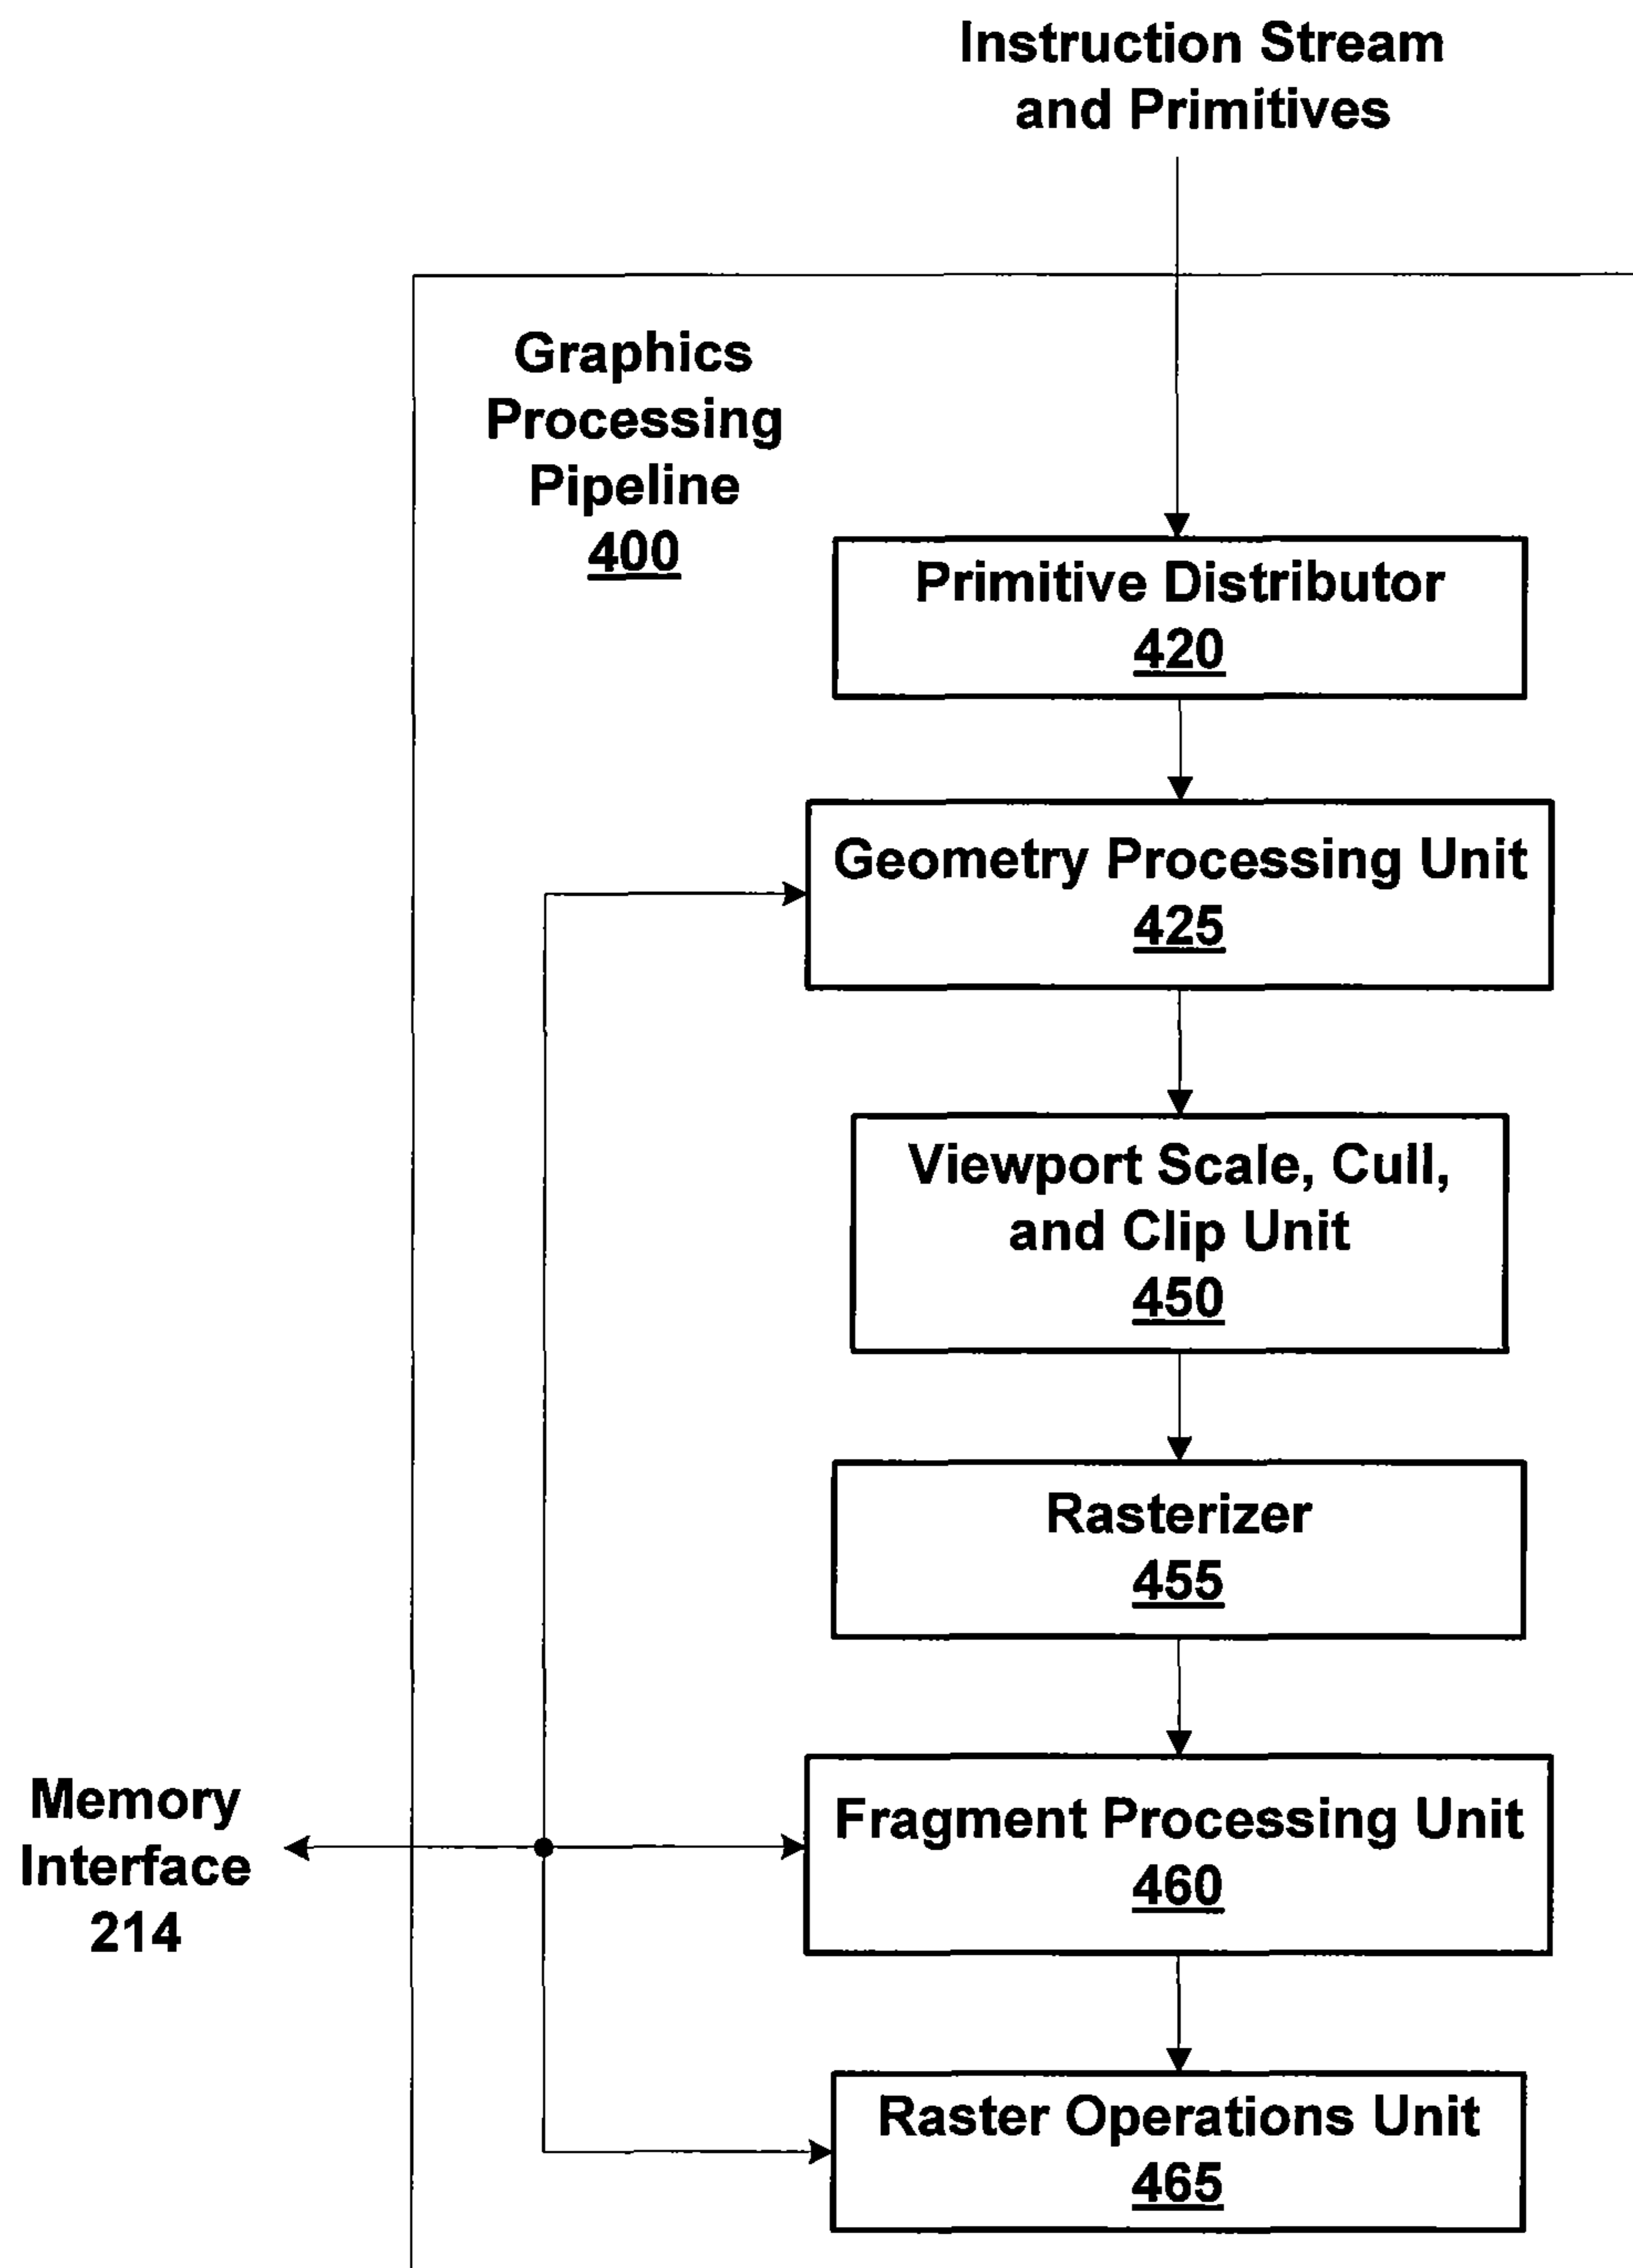 Instruction Stream
and Primitives
Graphics
Processing
Pipeline
400
Primitive Distributor
420
Geometry Processing Unit
425
Viewport Scale, Cull,
and Clip Unit
450
Rasterizer
455
Memory
Interface
214
Fragment Processing Unit
460
Raster Operations Unit
465